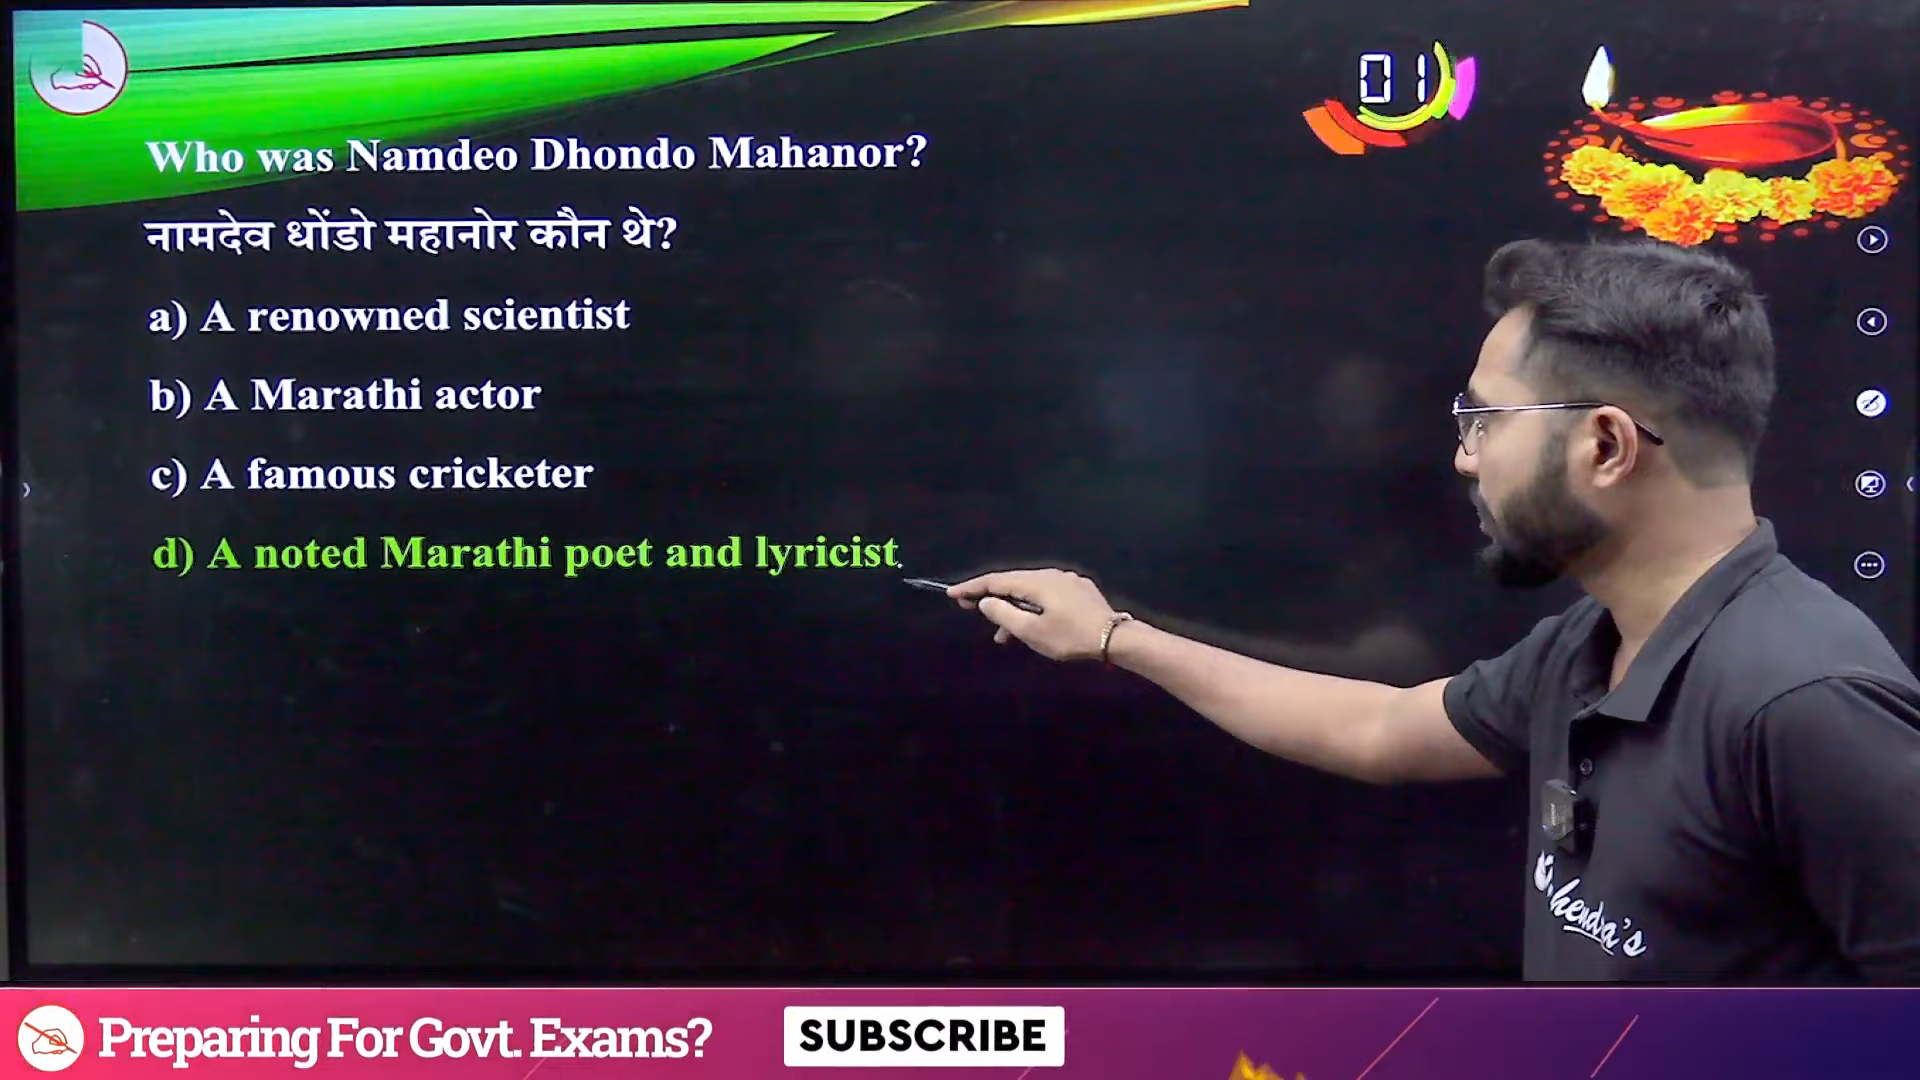 01
Who was Namdeo Dhondo Mahanor?
नामदेव धोंडो महानोर कौन थे?
a) A renowned scientist
b) A Marathi actor
c) A famous cricketer
d) A noted Marathi poet and lyricist.
hendra's
Preparing For Govt. Exams?
SUBSCRIBE